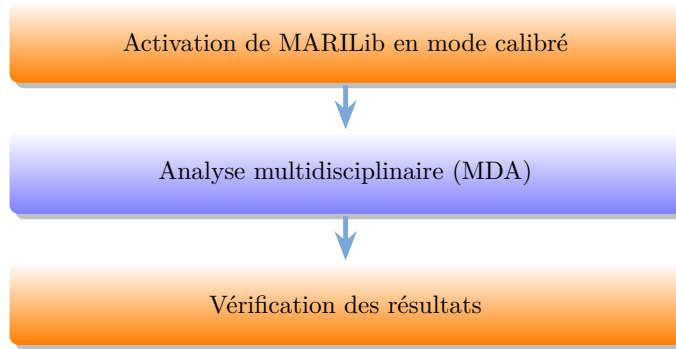 Activation de MARILib en mode calibré
Analyse multidisciplinaire (MDA)
Vérification des résultats